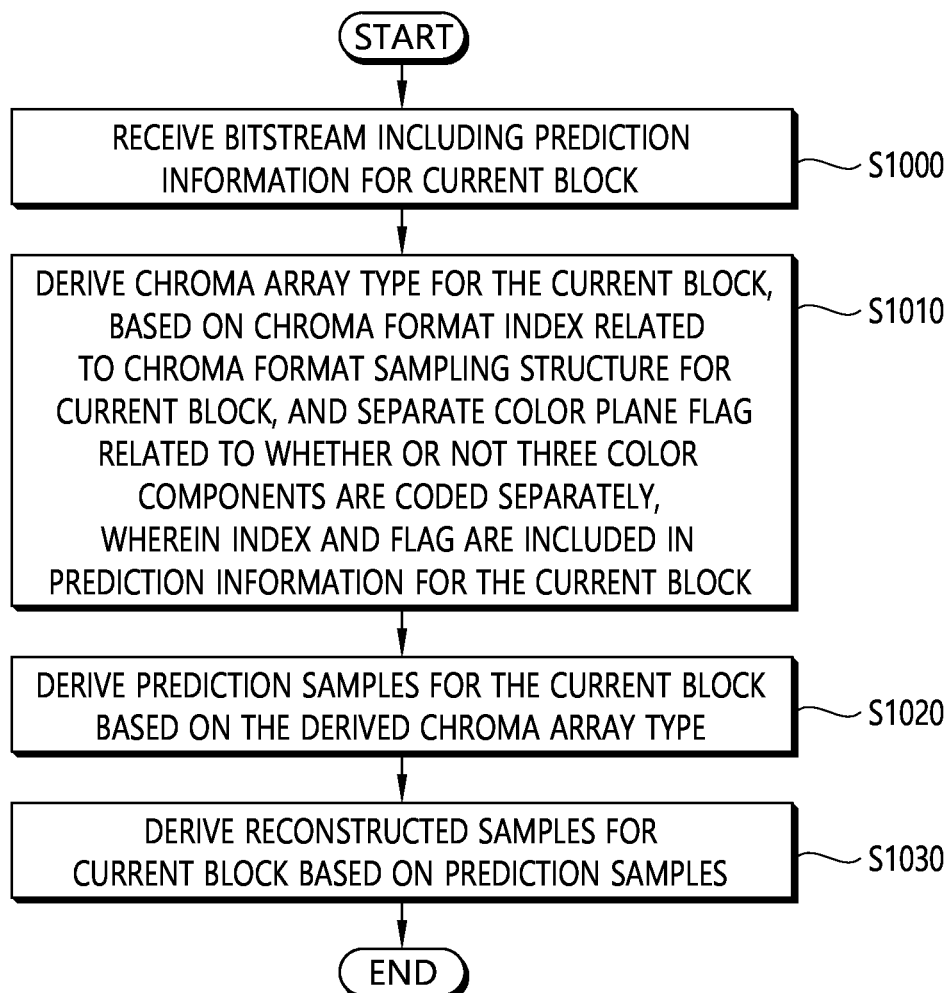 START
RECEIVE BITSTREAM INCLUDING PREDICTION
INFORMATION FOR CURRENT BLOCK
S1000
DERIVE CHROMA ARRAY TYPE FOR THE CURRENT BLOCK,
BASED ON CHROMA FORMAT INDEX RELATED
TO CHROMA FORMAT SAMPLING STRUCTURE FOR
CURRENT BLOCK, AND SEPARATE COLOR PLANE FLAG
RELATED TO WHETHER OR NOT THREE COLOR
COMPONENTS ARE CODED SEPARATELY,
WHEREIN INDEX AND FLAG ARE INCLUDED IN
PREDICTION INFORMATION FOR THE CURRENT BLOCK
S1010
DERIVE PREDICTION SAMPLES FOR THE CURRENT BLOCK
BASED ON THE DERIVED CHROMA ARRAY TYPE
S1020
DERIVE RECONSTRUCTED SAMPLES FOR
CURRENT BLOCK BASED ON PREDICTION SAMPLES
S1030
END